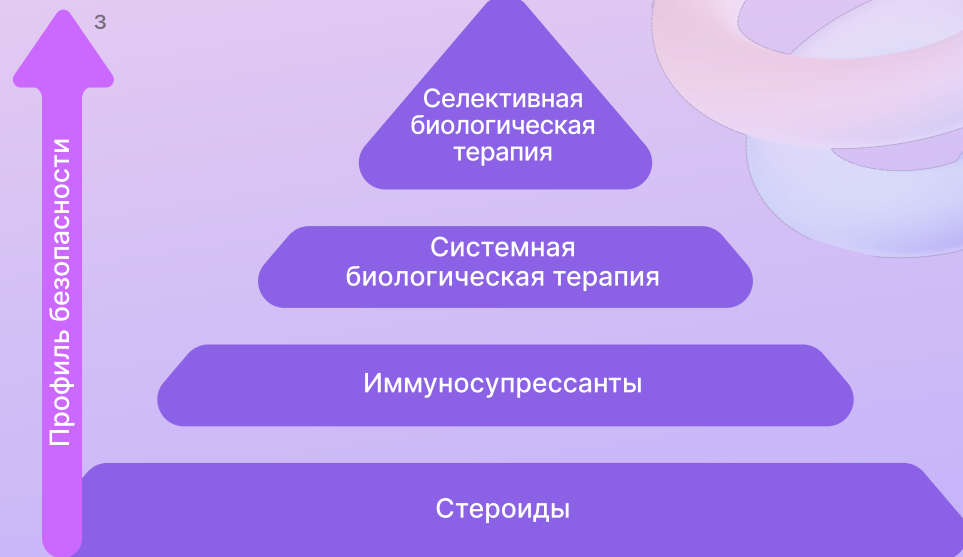 3
Селективная
биологическая
терапия
Системная
биологическая терапия
Иммуносупрессанты
Стероиды
Профиль безопасности